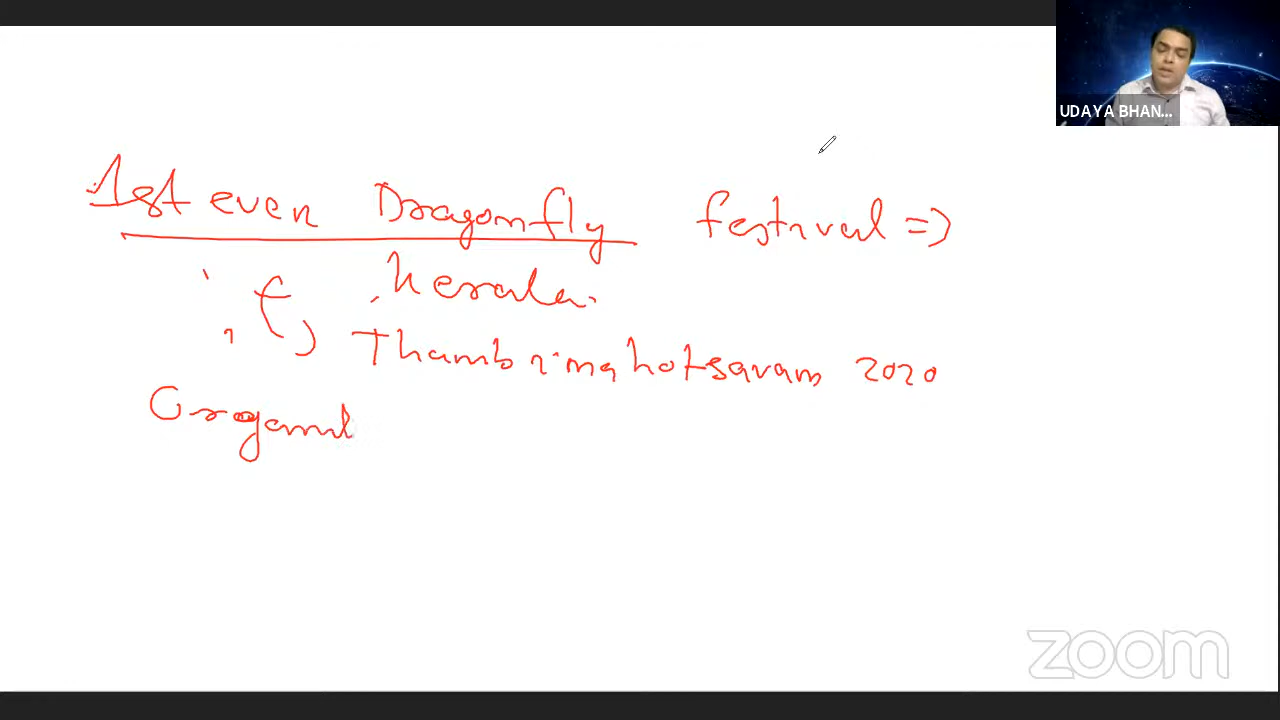 UDAYA BHAN...
1st ever Dragonfly festival =>
Kerala.
Thumbimahotsavam 2020
zoom